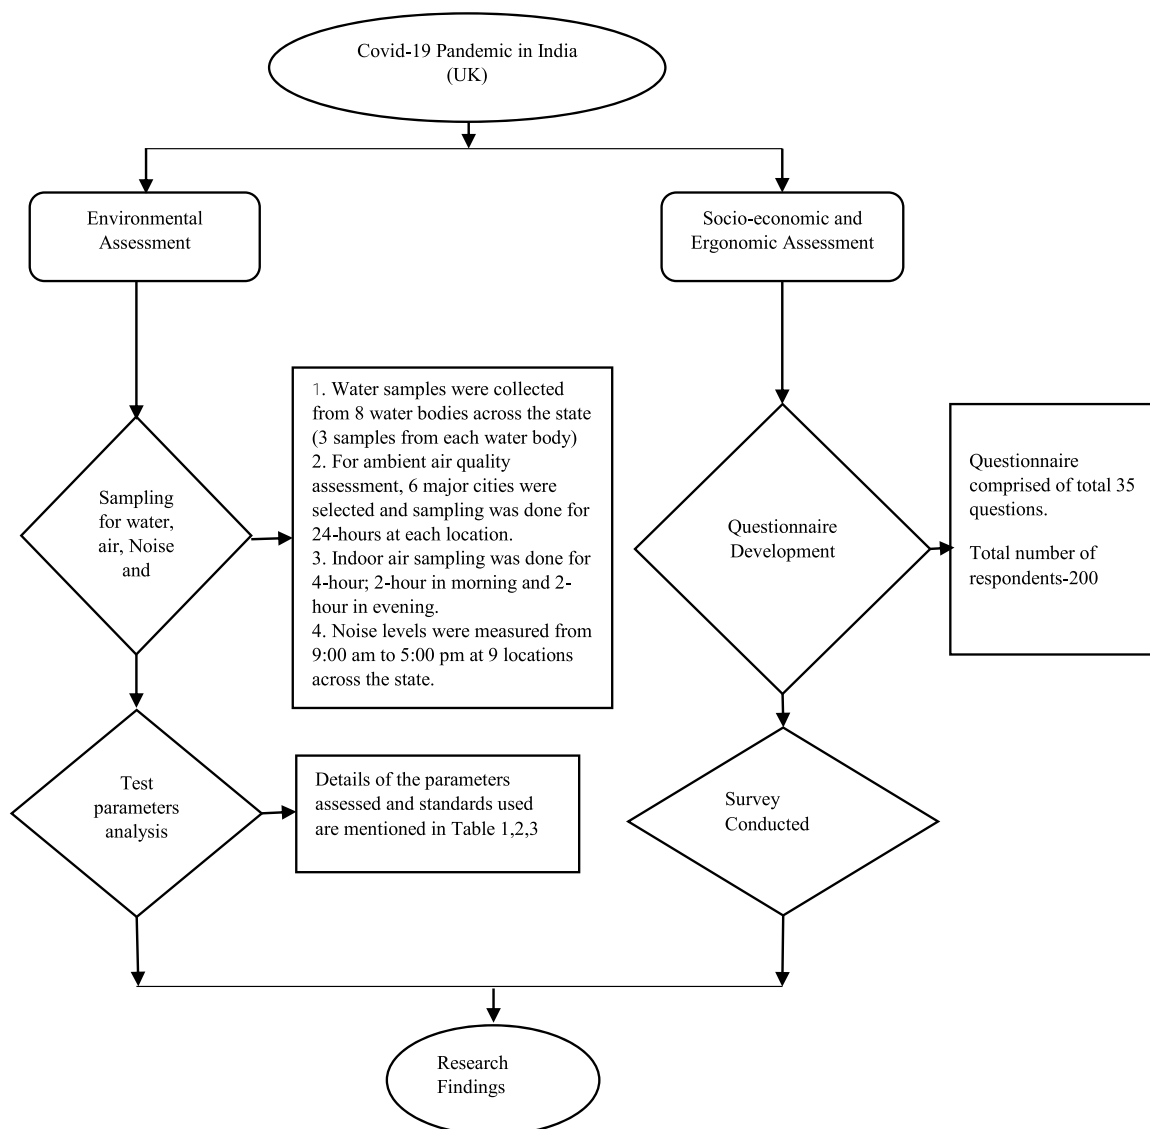 Covid-19 Pandemic in India
(UK)
Environmental
Assessment
Socio-economic and
Ergonomic Assessment
1. Water samples were collected
from 8 water bodies across the state
(3 samples from each water body)
2. For ambient air quality
assessment, 6 major cities were
selected and sampling was done for
24-hours at each location.
3. Indoor air sampling was done for
4-hour; 2-hour in morning and 2-
hour in evening.
4. Noise levels were measured from
9:00 am to 5:00 pm at 9 locations
across the state.
Sampling
for water,
air, Noise
and
Questionnaire
Development
Questionnaire
comprised of total 35
questions.
Total number of
respondents-200
Test
parameters
analysis
Details of the parameters
assessed and standards used
are mentioned in Table 1,2,3
Survey
Conducted
Research
Findings